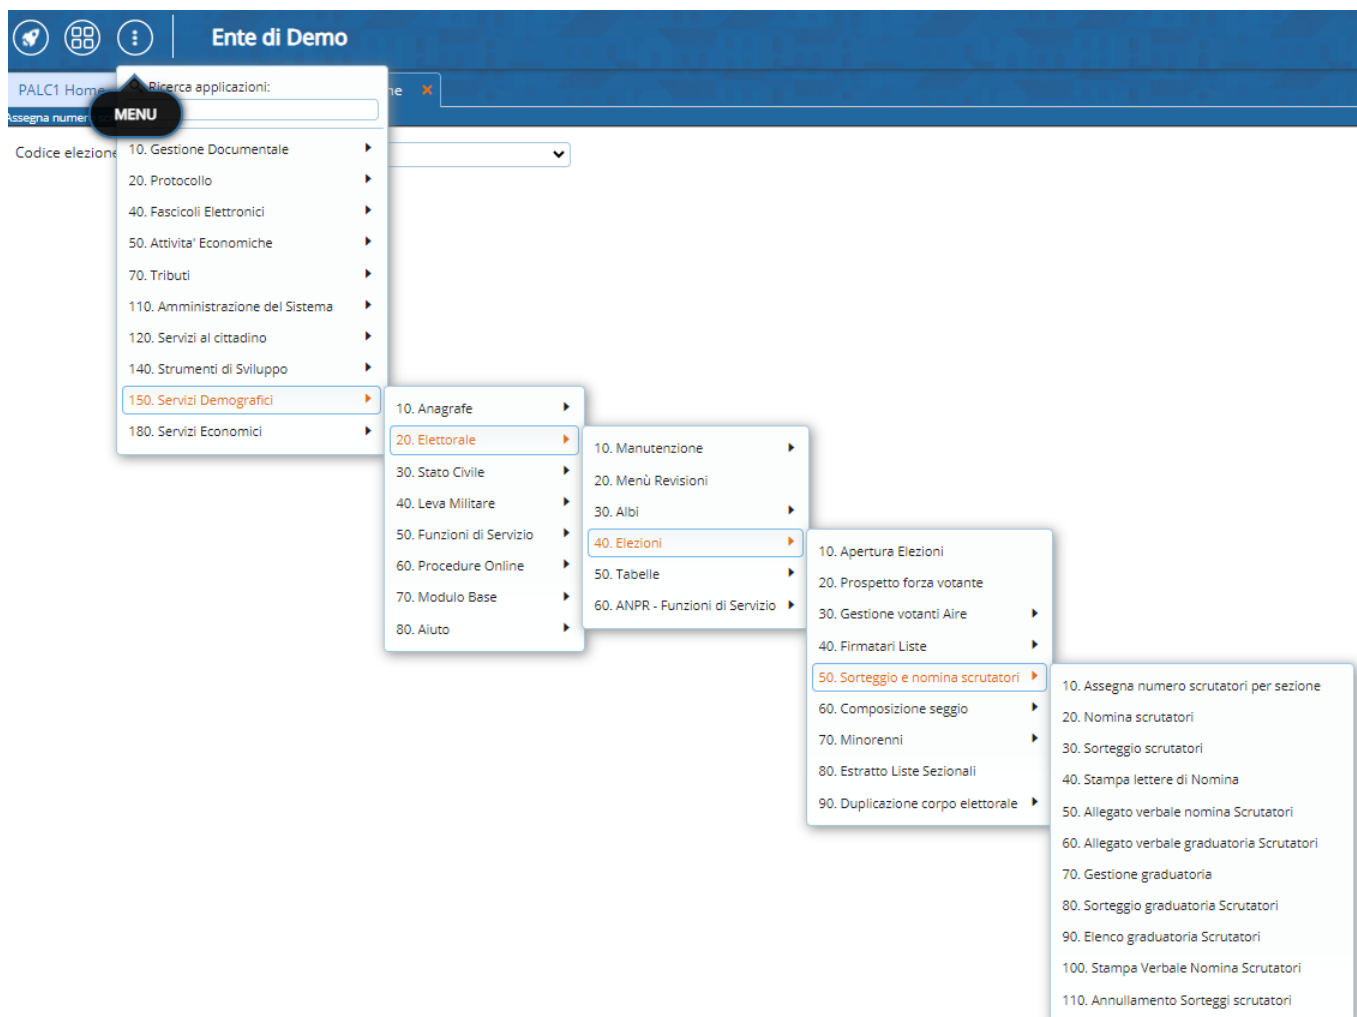 Ente di Demo
PALC1 Home
ne
Assegna numer
MENU
Ricerca applicazioni:
Codice elezione
10. Gestione Documentale
20. Protocollo
40. Fascicoli Elettronici
50. Attivita' Economiche
70. Tributi
110. Amministrazione del Sistema
120. Servizi al cittadino
140. Strumenti di Sviluppo
150. Servizi Demografici
180. Servizi Economici
10. Anagrafe
20. Elettorale
30. Stato Civile
40. Leva Militare
50. Funzioni di Servizio
60. Procedure Online
70. Modulo Base
80. Aiuto
10. Manutenzione
20. Menù Revisioni
30. Albi
40. Elezioni
50. Tabelle
60. ANPR - Funzioni di Servizio
10. Apertura Elezioni
20. Prospetto forza votante
30. Gestione votanti Aire
40. Firmatari Liste
50. Sorteggio e nomina scrutatori
60. Composizione seggio
70. Minorenni
80. Estratto Liste Sezionali
90. Duplicazione corpo elettorale
10. Assegna numero scrutatori per sezione
20. Nomina scrutatori
30. Sorteggio scrutatori
40. Stampa lettere di Nomina
50. Allegato verbale nomina Scrutatori
60. Allegato verbale graduatoria Scrutatori
70. Gestione graduatoria
80. Sorteggio graduatoria Scrutatori
90. Elenco graduatoria Scrutatori
100. Stampa Verbale Nomina Scrutatori
110. Annullamento Sorteggi scrutatori